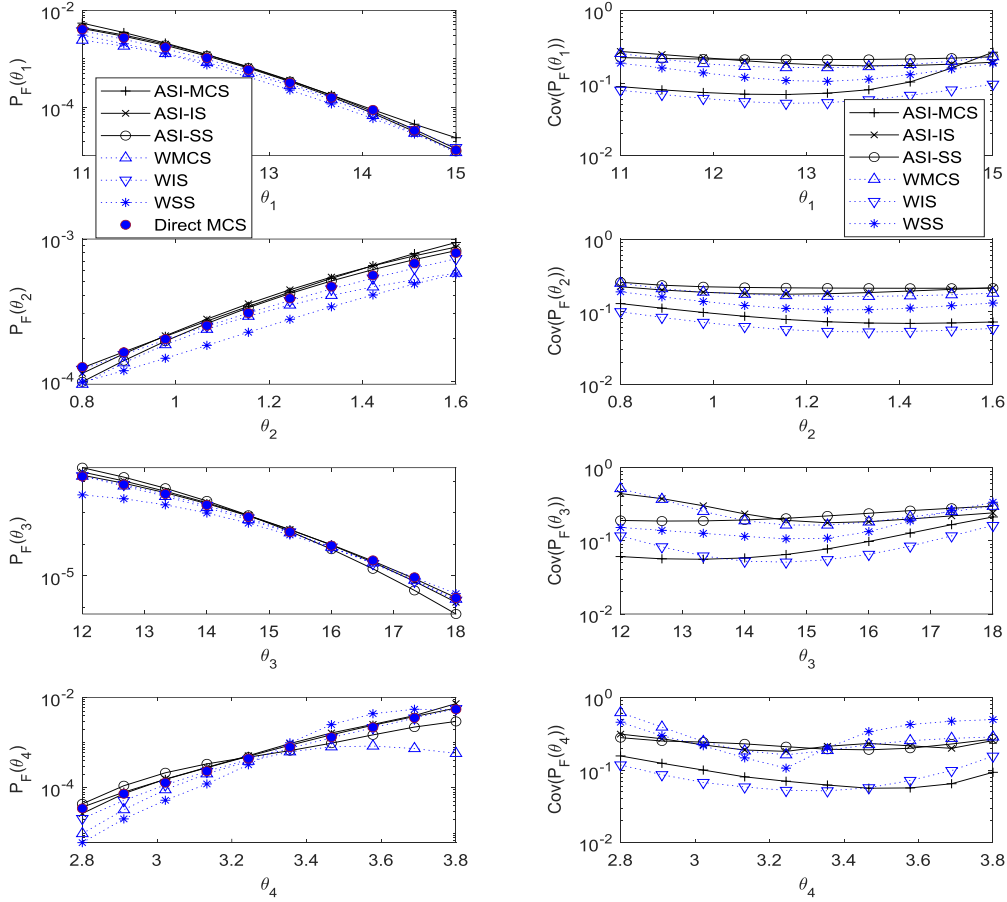 10^-2
P_F(θ_1)
10^-4
11
13
14
15
θ_1
ASI-MCS
ASI-IS
ASI-SS
WMCS
WIS
WSS
Direct MCS
10^0
Cov(P_F(θ_1))
10^-1
10^-2
11
12
13
15
θ_1
ASI-MCS
ASI-IS
ASI-SS
WMCS
WIS
WSS
10^-3
P_F(θ_2)
10^-4
0.8
1
1.2
1.4
1.6
θ_2
10^0
Cov(P_F(θ_2))
10^-1
10^-2
0.8
1
1.2
1.4
1.6
θ_2
P_F(θ_3)
10^-5
12
13
14
15
16
17
18
θ_3
10^0
Cov(P_F(θ_3))
10^-1
10^-2
12
13
14
15
16
17
18
θ_3
10^-2
P_F(θ_4)
10^-4
2.8
3
3.2
3.4
3.6
3.8
θ_4
10^0
Cov(P_F(θ_4))
10^-1
10^-2
2.8
3
3.2
3.4
3.6
3.8
θ_4